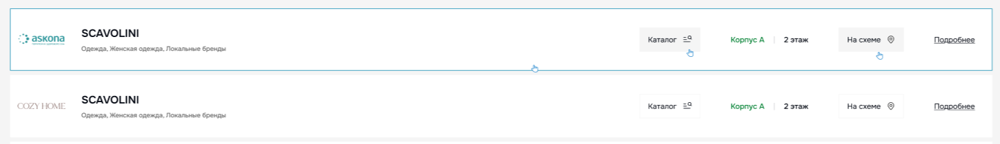 askona
SCAVOLINI
Одежда, Женская одежда, Локальные бренды
Каталог
Корпус А
2 этаж
На схеме
Подробнее
COZY HOME
SCAVOLINI
Одежда, Женская одежда, Локальные бренды
Каталог
Корпус А
2 этаж
На схеме
Подробнее